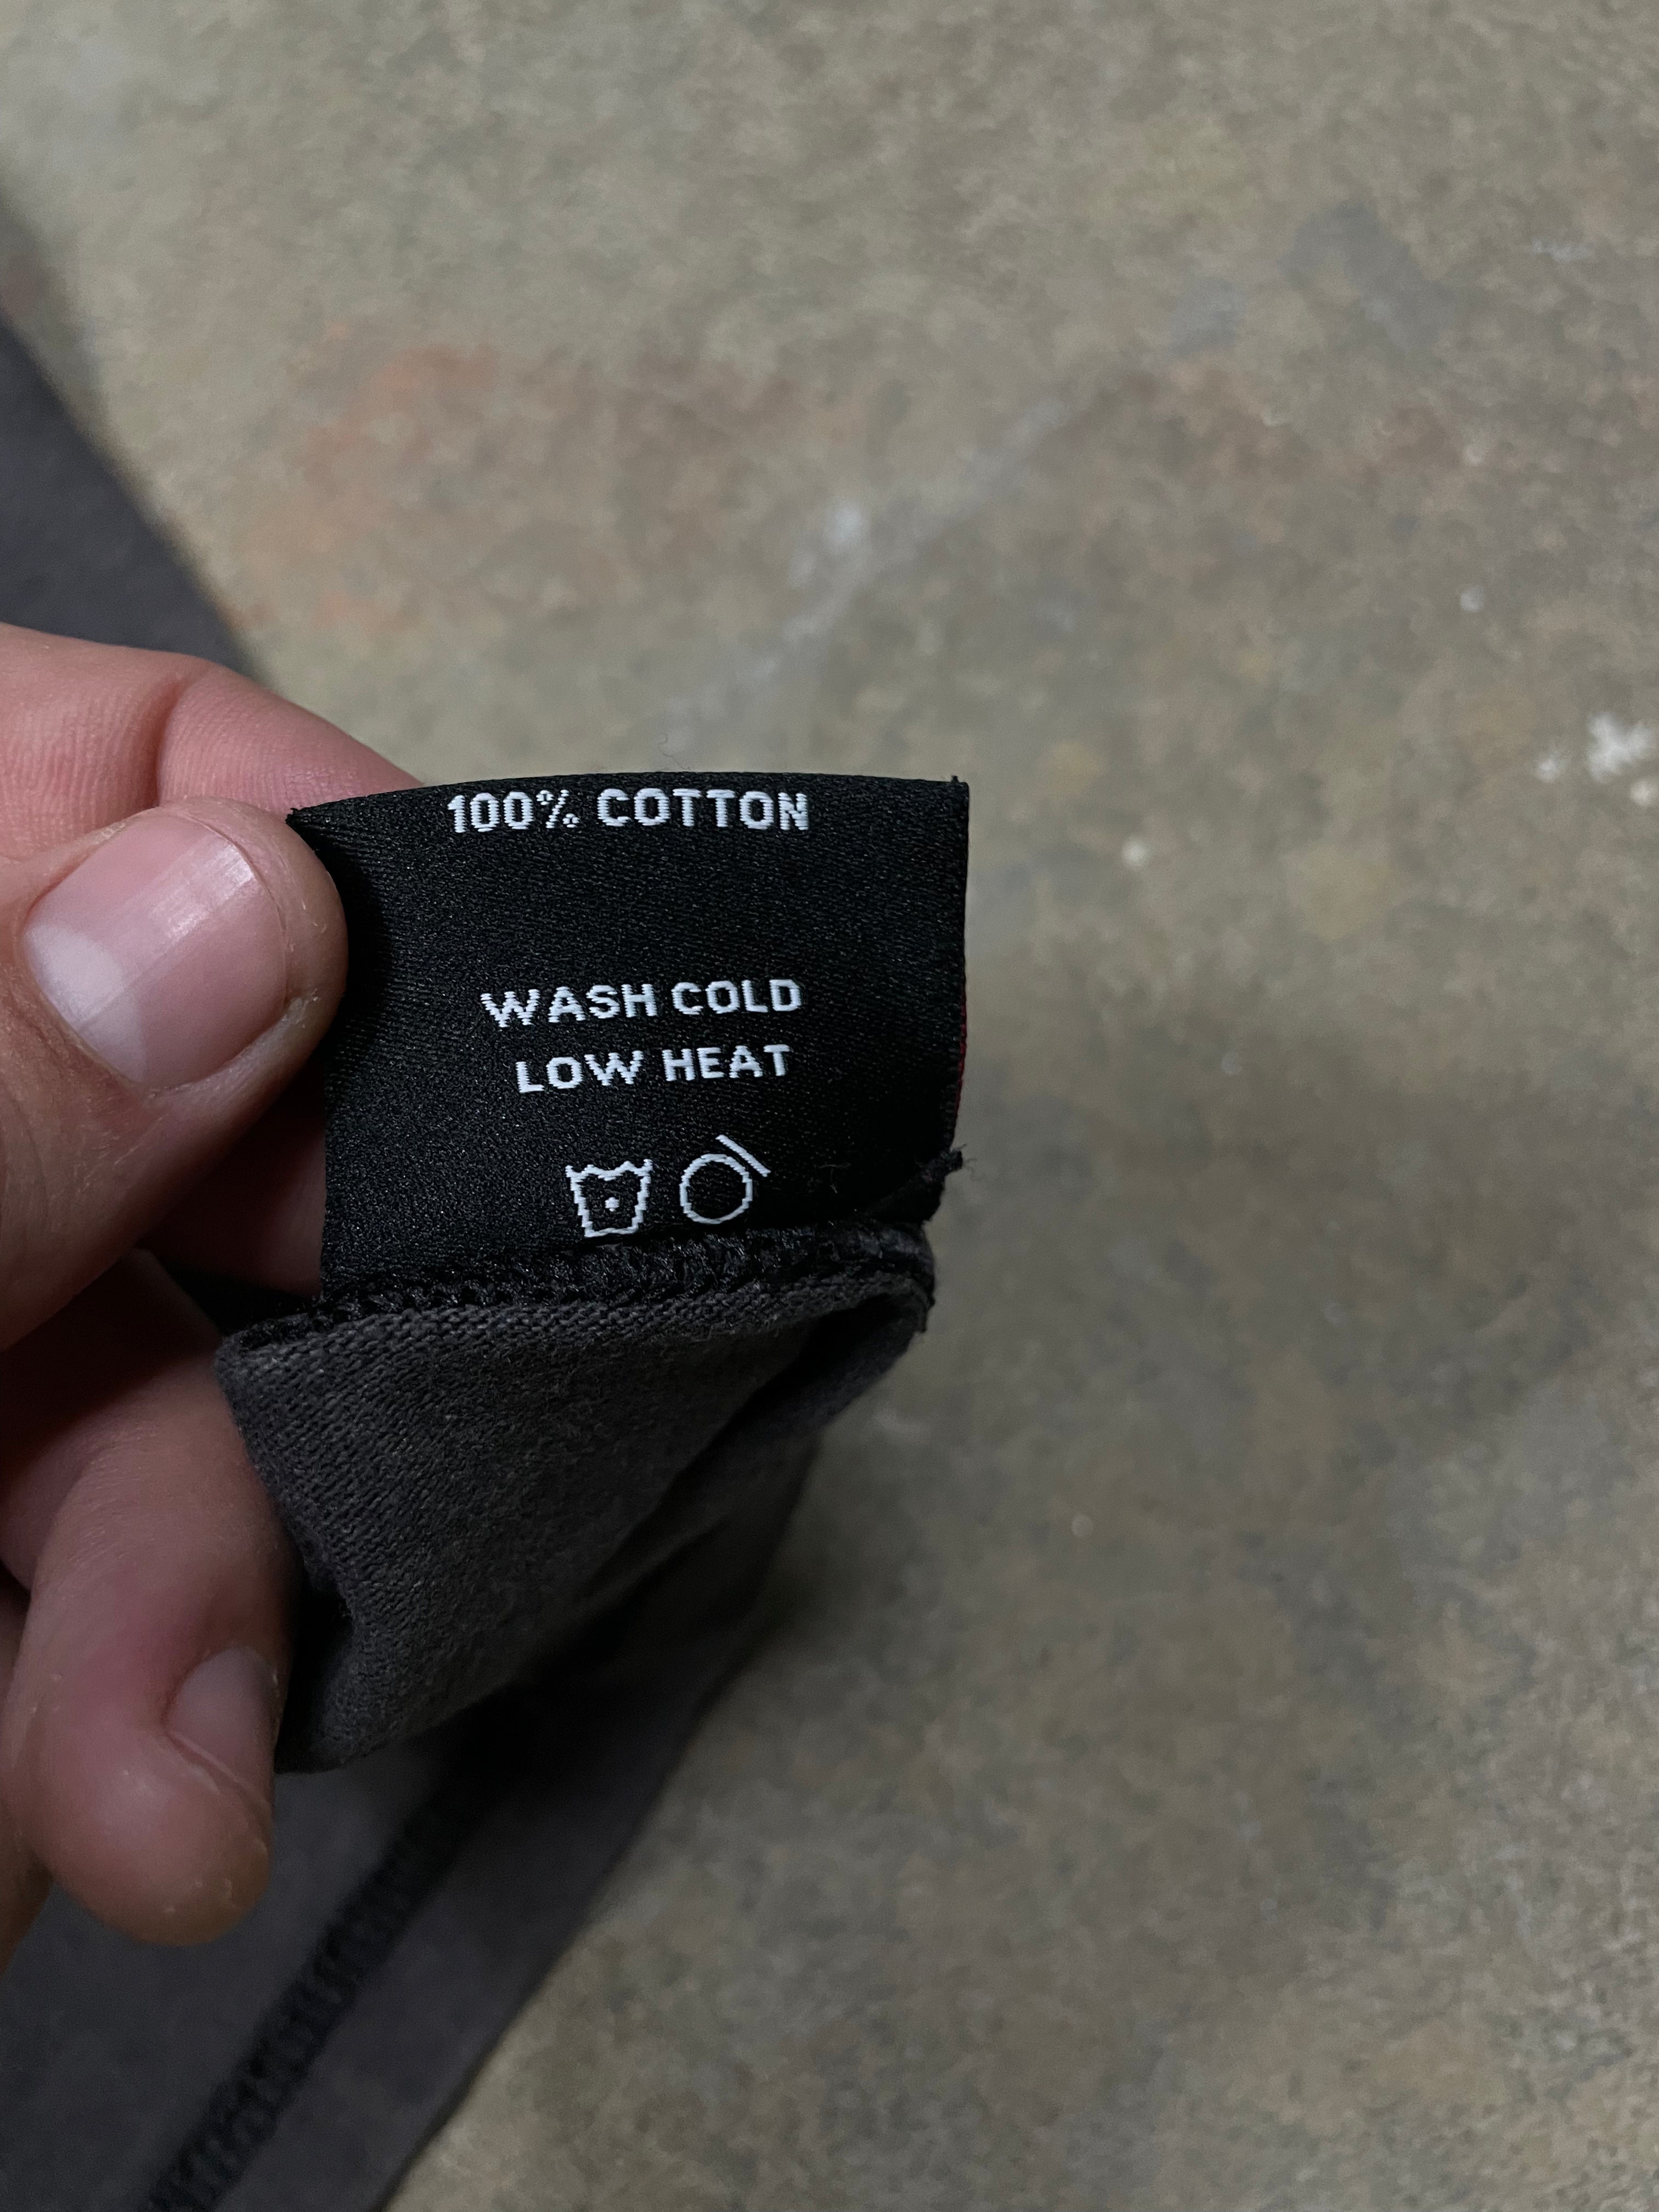 100% COTTON
WASH COLD
LOW HEAT